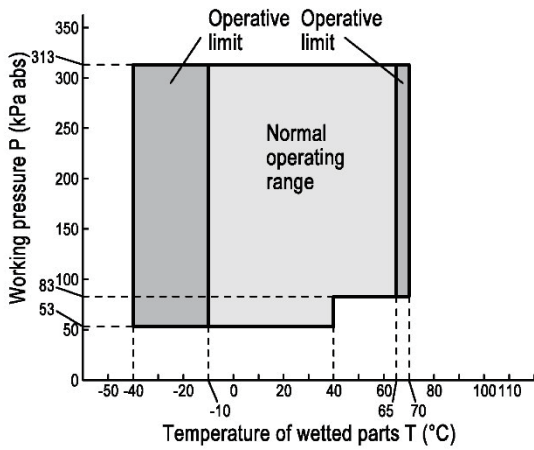 Operative
limit
Operative
limit
Working pressure P (kPa abs)
350
313
300
250
200
150
100
83
53
50
0
Normal
operating
range
-50 -40 -20 0 20 40 60 80 100 110
-10 65 70
Temperature of wetted parts T (°C)